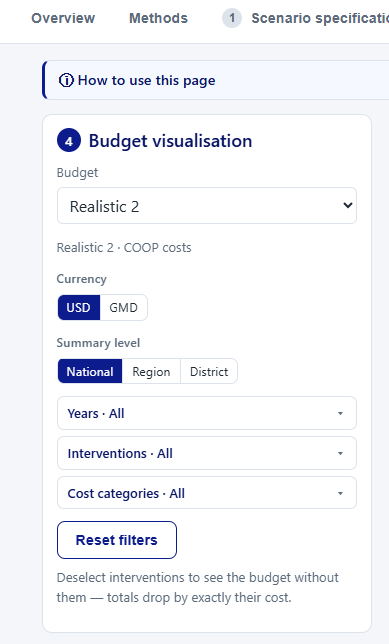 Overview Methods 1 Scenario specificatio
How to use this page
4 Budget visualisation
Budget
Realistic 2
Realistic 2 · COOP costs
Currency
USD GMD
Summary level
National Region District
Years · All
Interventions · All
Cost categories · All
Reset filters
Deselect interventions to see the budget without
them — totals drop by exactly their cost.